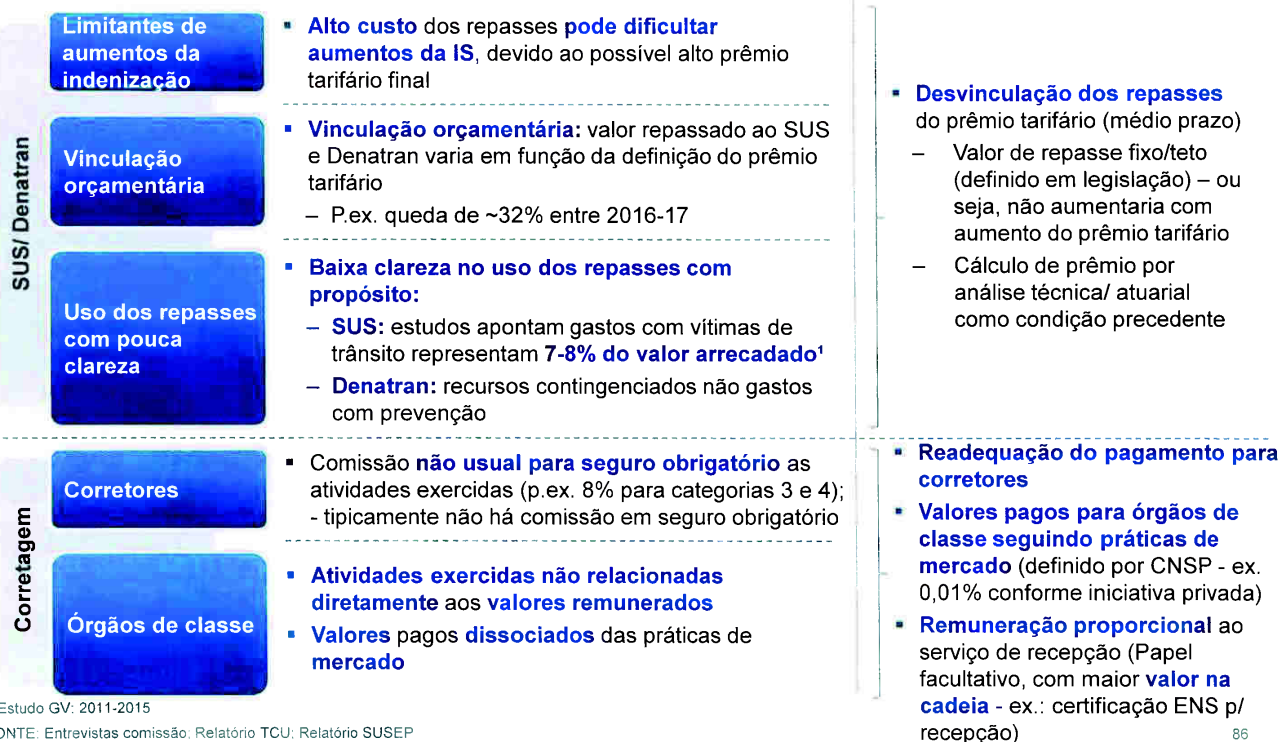 SUS/ Denatran
Limitantes de
aumentos da
indenização
▪ Alto custo dos repasses pode dificultar
aumentos da IS, devido ao possível alto prêmio
tarifário final
Vinculação
orçamentária
▪ Vinculação orçamentária: valor repassado ao SUS
e Denatran varia em função da definição do prêmio
tarifário
– P.ex. queda de ~32% entre 2016-17
Uso dos repasses
com pouca
clareza
▪ Baixa clareza no uso dos repasses com
propósito:
– SUS: estudos apontam gastos com vítimas de
trânsito representam 7-8% do valor arrecadado¹
– Denatran: recursos contingenciados não gastos
com prevenção
▪ Desvinculação dos repasses
do prêmio tarifário (médio prazo)
– Valor de repasse fixo/teto
(definido em legislação) – ou
seja, não aumentaria com
aumento do prêmio tarifário
– Cálculo de prêmio por
análise técnica/ atuarial
como condição precedente
Corretagem
Corretores
▪ Comissão não usual para seguro obrigatório as
atividades exercidas (p.ex. 8% para categorias 3 e 4);
- tipicamente não há comissão em seguro obrigatório
Órgãos de classe
▪ Atividades exercidas não relacionadas
diretamente aos valores remunerados
▪ Valores pagos dissociados das práticas de
mercado
▪ Readequação do pagamento para
corretores
▪ Valores pagos para órgãos de
classe seguindo práticas de
mercado (definido por CNSP - ex.
0,01% conforme iniciativa privada)
▪ Remuneração proporcional ao
serviço de recepção (Papel
facultativo, com maior valor na
cadeia - ex.: certificação ENS p/
recepção)
Estudo GV: 2011-2015
ONTE: Entrevistas comissão; Relatório TCU; Relatório SUSEP
86